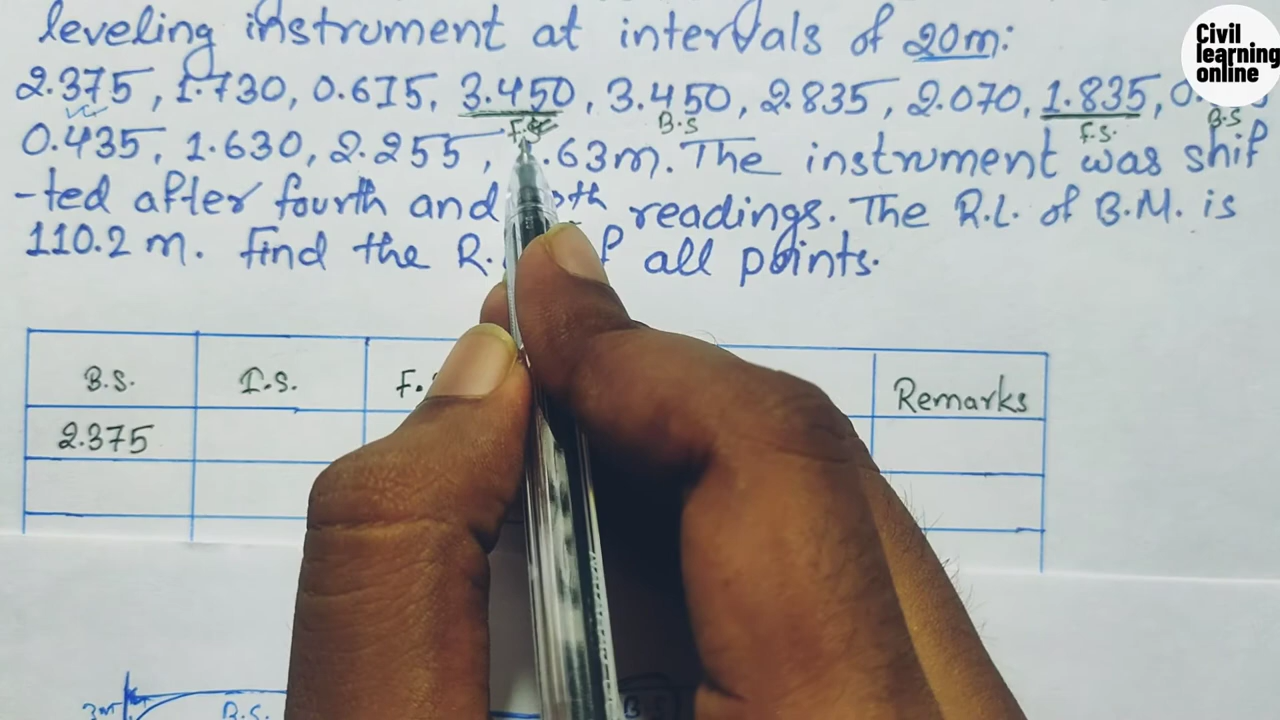 leveling instrument at intervals of 20m:
2.375, 1.730, 0.615, 3.450, 3.450, 2.835, 2.070, 1.835,
F.S. B.S F.S. B.S
0.435, 1.630, 2.255, .63m. The instrument was shif
-ted after fourth and readings. The R.L. of B.M. is
110.2 m. find the R. all points.
B.S. I.S. F. Remarks
2.375
B.S.
Civil
learning
online